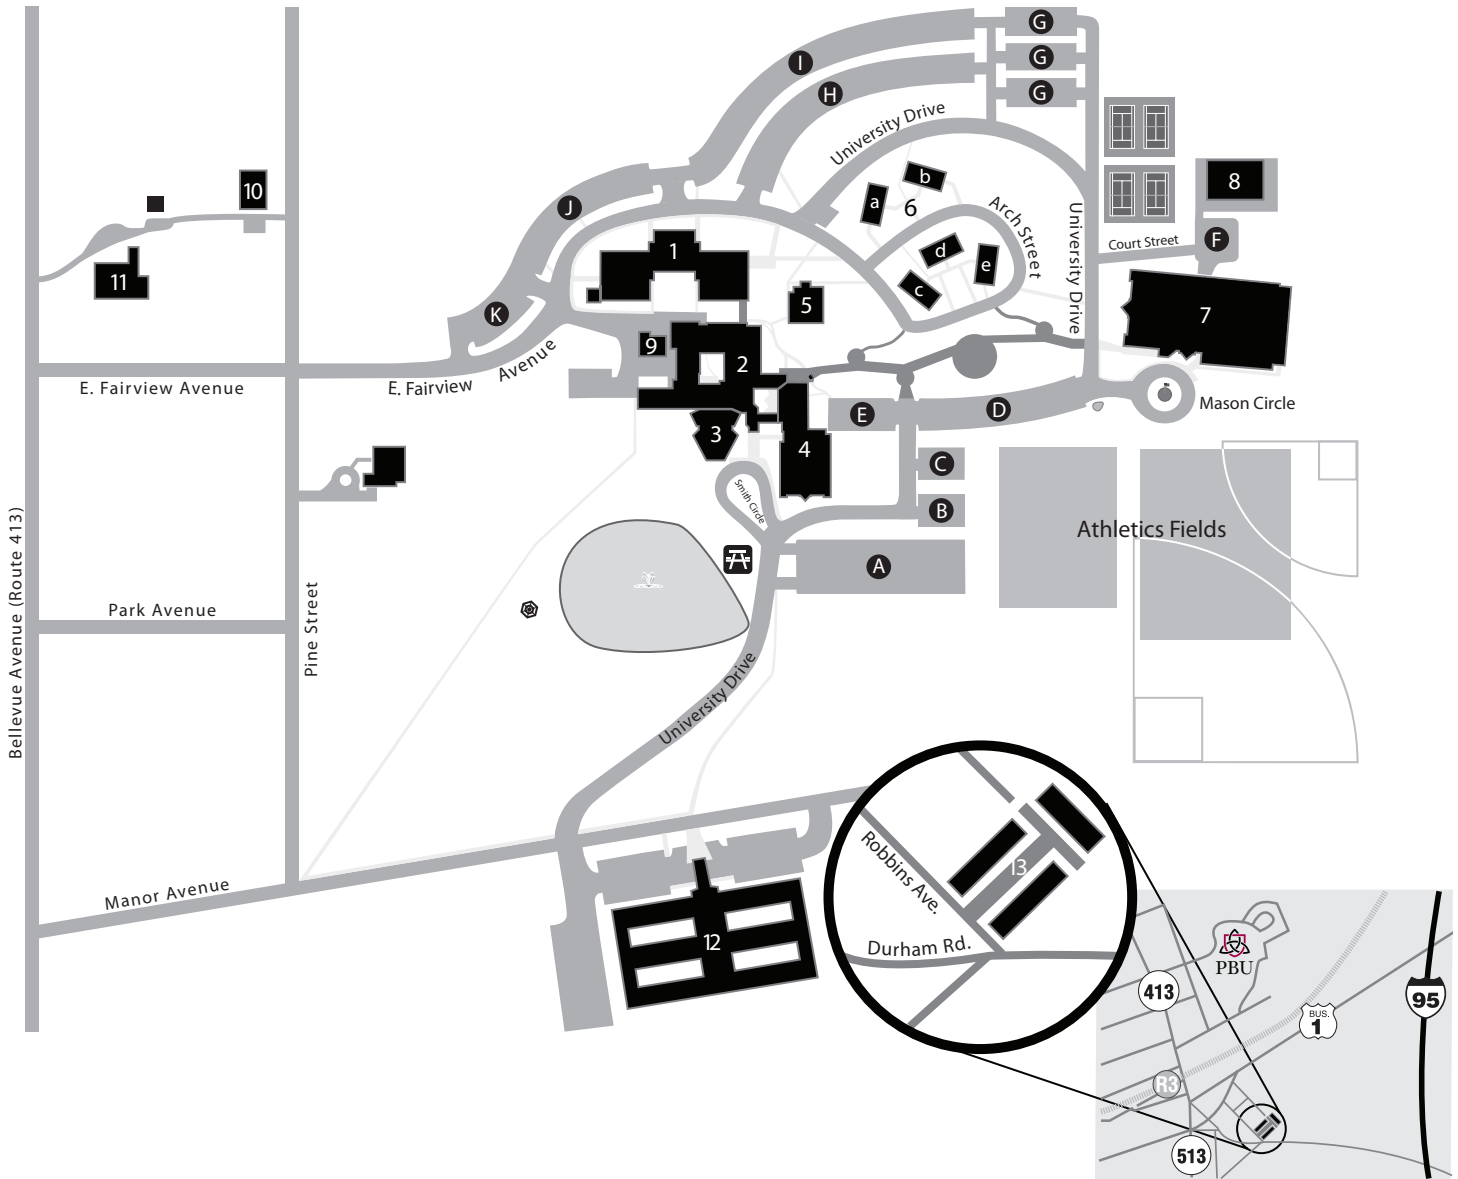 I
G
G
G
H
University Drive
10
J
b
a
6
8
Arch Street
University Drive
Court Street
F
1
d
e
c
11
K
5
7
9
2
E. Fairview Avenue
E. Fairview
Avenue
E
D
Mason Circle
3
4
C
Smith Circle
B
Athletics Fields
A
Bellevue Avenue (Route 413)
Park Avenue
Pine Street
University Drive
Manor Avenue
12
Robbins Ave.
13
Durham Rd.
PBU
413
95
BUS.
1
R3
513